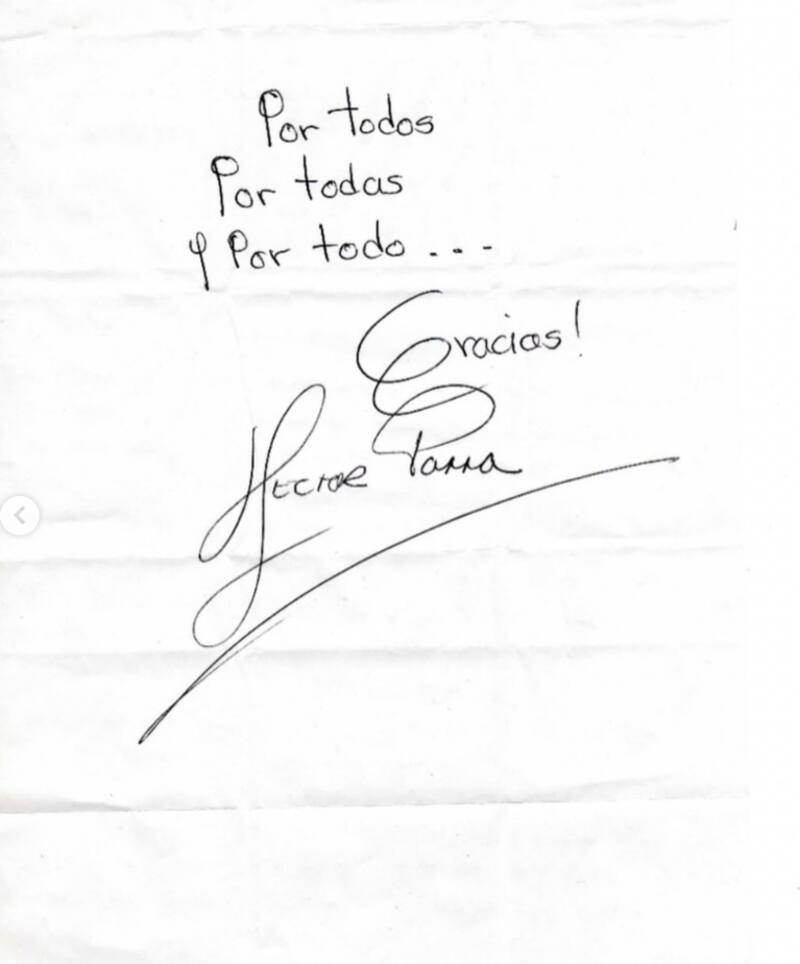 Por todos
Por todas
y Por todo...
Gracias!
Hector Parra